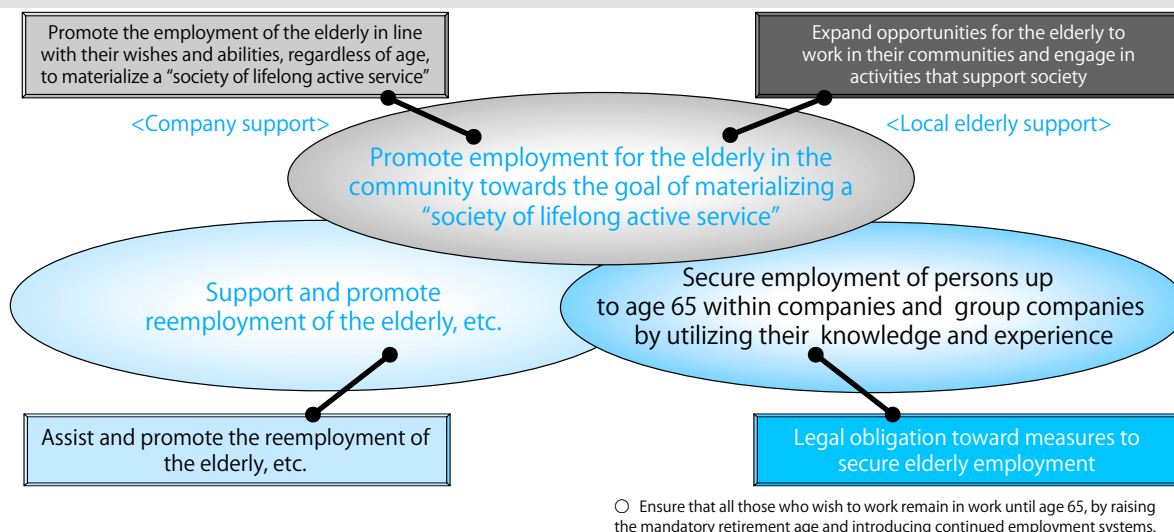 Promote the employment of the elderly in line
with their wishes and abilities, regardless of age,
to materialize a “society of lifelong active service”
Expand opportunities for the elderly to
work in their communities and engage in
activities that support society
<Company support>
<Local elderly support>
Promote employment for the elderly in the
community towards the goal of materializing a
“society of lifelong active service”
Support and promote
reemployment of the elderly, etc.
Secure employment of persons up
to age 65 within companies and group companies
by utilizing their knowledge and experience
Assist and promote the reemployment of
the elderly, etc.
Legal obligation toward measures to
secure elderly employment
○ Ensure that all those who wish to work remain in work until age 65, by raising
the mandatory retirement age and introducing continued employment systems.